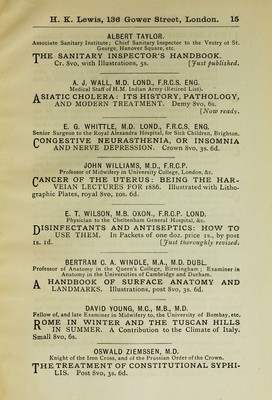 H. K. Lewis, 136 Gower Street, London. 15
ALBERT TAYLOR.
Associate Sanitary Institute; Chief Sanitary Inspector to the Vestry of St.
George, Hanover Square, etc.
THE SANITARY INSPECTOR'S HANDBOOK.
Cr. 8vo, with Illustrations, 5s. [Just published.
A. J. WALL, M.D. LOND., F.R.C.S. ENG.
Medical Staff of H.M. Indian Army (Retired List).
ASIATIC CHOLERA: ITS HISTORY, PATHOLOGY,
AND MODERN TREATMENT. Demy 8vo, 6s.
[Now ready.
E. G. WHITTLE, M.D. LOND., F.R.C.S. ENG.
Senior Surgeon to the Royal Alexandra Hospital, for Sick Children, Brighton.
CONGESTIVE NEURASTHENIA, OR INSOMNIA
AND NERVE DEPRESSION. Crown 8vo, 3s. 6d.
JOHN WILLIAMS, M.D., F.R.C.P.
Professor of Midwifery in University College, London, &c.
CANCER OF THE UTERUS: BEING THE HAR-
VEIAN LECTURES FOR 1886. Illustrated with Litho-
graphic Plates, royal 8vo, 10s. 6d.
E. T. WILSON, M.B. OXON., F.R.C.P. LOND.
Physician to the Cheltenham General Hospital, &c.
DISINFECTANTS AND ANTISEPTICS: HOW TO
USE THEM. In Packets of one doz. price 1s., by post
1s. 1d. [Just thoroughly revised.
BERTRAM C. A. WINDLE, M.A., M.D. DUBL.
Professor of Anatomy in the Queen's College, Birmingham; Examiner in
Anatomy in the Universities of Cambridge and Durham.
A HANDBOOK OF SURFACE ANATOMY AND
LANDMARKS. Illustrations, post 8vo, 3s. 6d.
DAVID YOUNG, M.C., M.B., M.D.
Fellow of, and late Examiner in Midwifery to, the University of Bombay, etc.
ROME IN WINTER AND THE TUSCAN HILLS
IN SUMMER. A Contribution to the Climate of Italy.
Small 8vo, 6s.
OSWALD ZIEMSSEN, M.D.
Knight of the Iron Cross, and of the Prussian Order of the Crown.
THE TREATMENT OF CONSTITUTIONAL SYPHI-
LIS. Post 8vo, 3s. 6d.